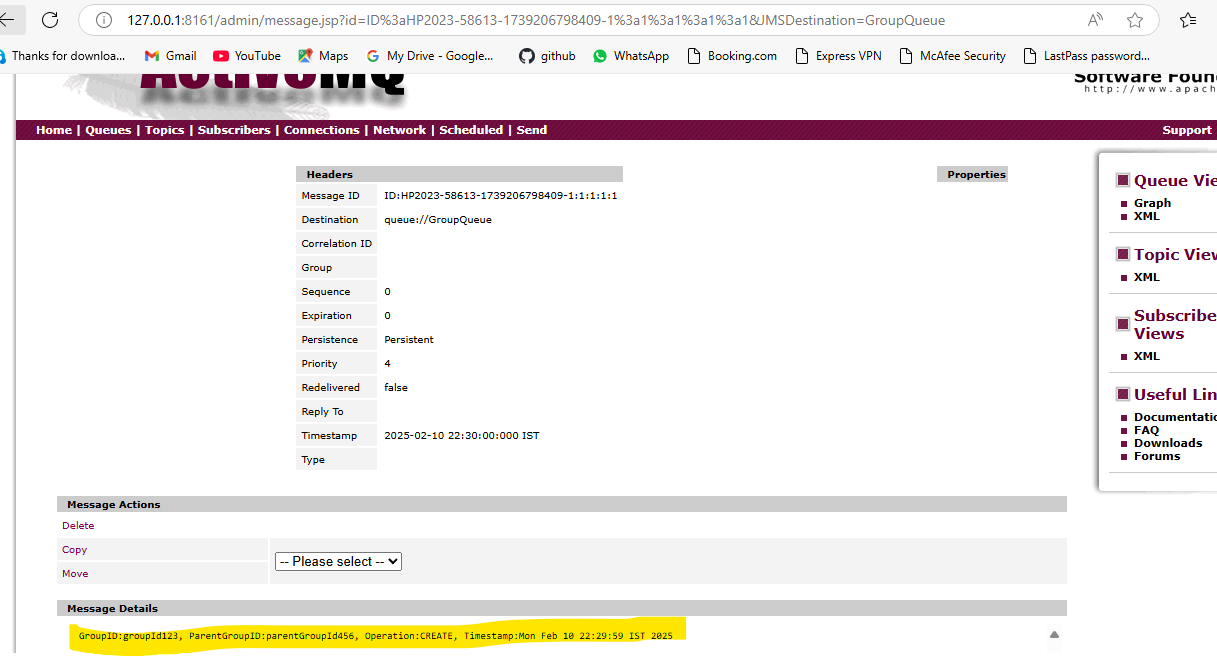 127.0.0.1:8161/admin/message.jsp?id=ID%3aHP2023-58613-1739206798409-1%3a1%3a1%3a1%3a1&JMSDestination=GroupQueue
Thanks for downloa... Gmail YouTube Maps My Drive - Google... github WhatsApp Booking.com Express VPN McAfee Security LastPass password...
ActiveMQ
Software Foun
http://www.apach
Home | Queues | Topics | Subscribers | Connections | Network | Scheduled | Send
Support
Headers
Message ID ID:HP2023-58613-1739206798409-1:1:1:1:1
Destination queue://GroupQueue
Correlation ID
Group
Sequence 0
Expiration 0
Persistence Persistent
Priority 4
Redelivered false
Reply To
Timestamp 2025-02-10 22:30:00:000 IST
Type
Properties
Queue Vie
Graph
XML
Topic View
XML
Subscribe
Views
XML
Useful Lin
Documentatio
FAQ
Downloads
Forums
Message Actions
Delete
Copy
Move
-- Please select --
Message Details
GroupID:groupId123, ParentGroupID:parentGroupId456, Operation:CREATE, Timestamp:Mon Feb 10 22:29:59 IST 2025